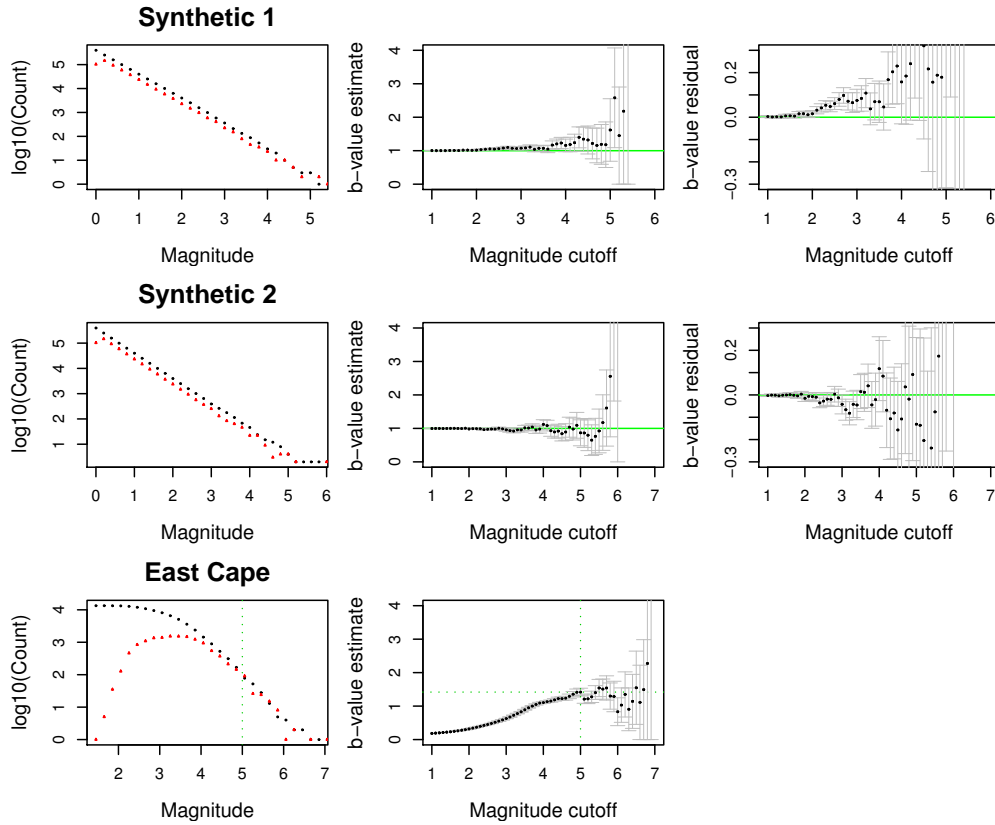 Synthetic 1
log10(Count)
0 1 2 3 4 5
0 1 2 3 4 5
Magnitude
b-value estimate
0 1 2 3 4
1 2 3 4 5 6
Magnitude cutoff
b-value residual
−0.3 0.0 0.2
1 2 3 4 5 6
Magnitude cutoff
Synthetic 2
log10(Count)
1 2 3 4 5
0 1 2 3 4 5 6
Magnitude
b-value estimate
0 1 2 3 4
1 2 3 4 5 6 7
Magnitude cutoff
b-value residual
−0.3 0.0 0.2
1 2 3 4 5 6 7
Magnitude cutoff
East Cape
log10(Count)
0 1 2 3 4
2 3 4 5 6 7
Magnitude
b-value estimate
0 1 2 3 4
1 2 3 4 5 6 7
Magnitude cutoff